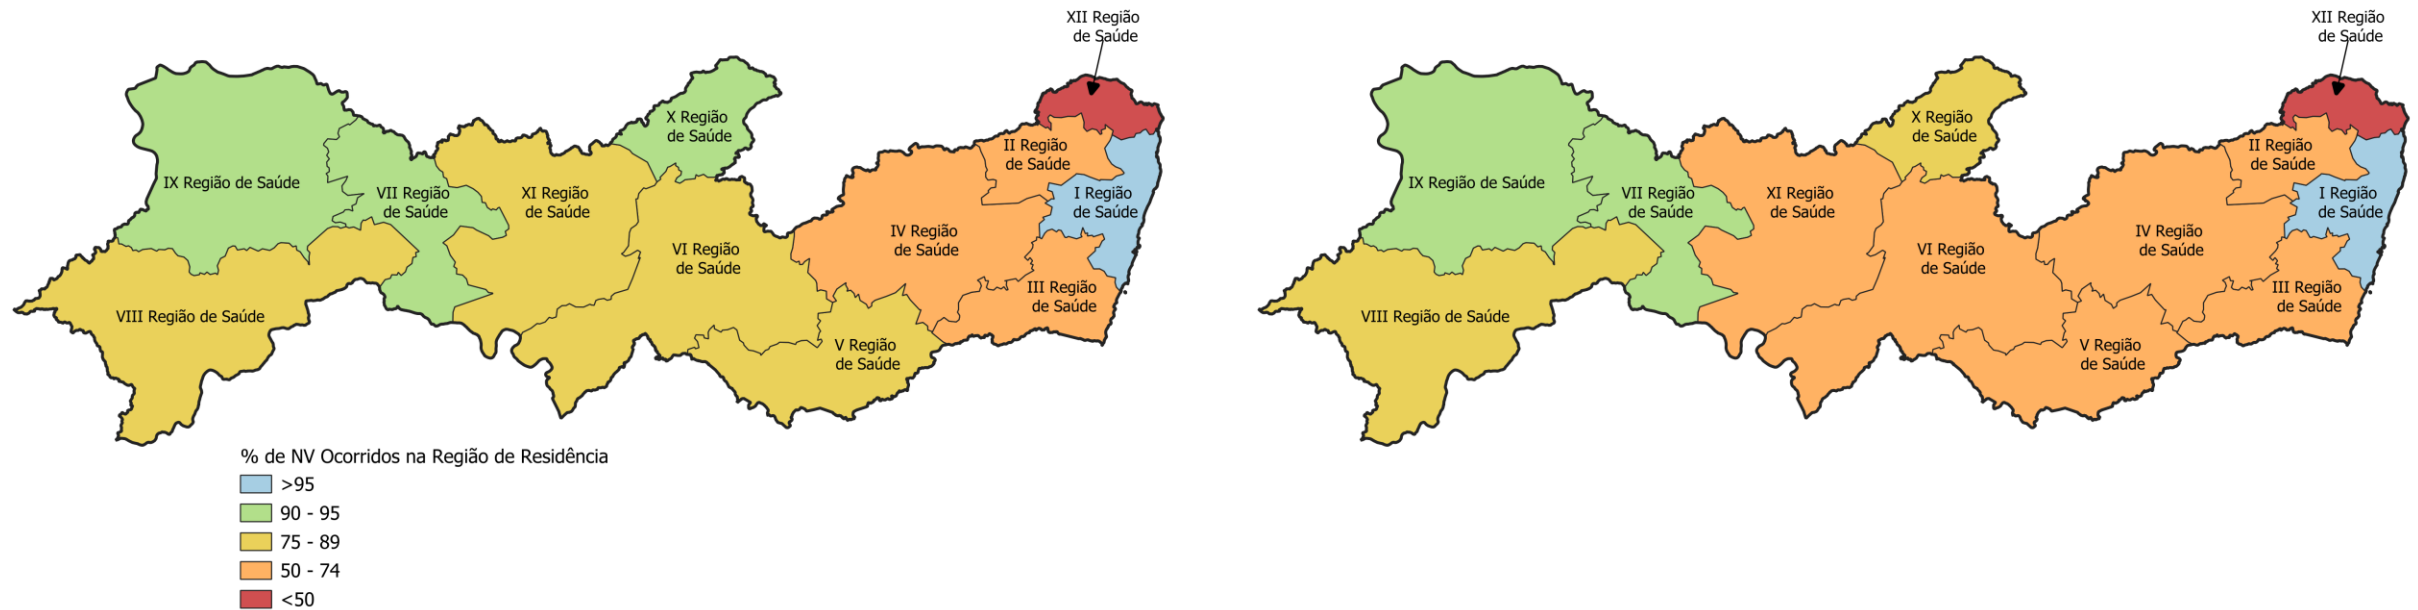 XII Região
de Saúde
X Região
de Saúde
II Região
de Saúde
IX Região de Saúde
VII Região
de Saúde
XI Região
de Saúde
I Região
de Saúde
IV Região
de Saúde
VI Região
de Saúde
III Região
de Saúde
VIII Região de Saúde
V Região
de Saúde
% de NV Ocorridos na Região de Residência
>95
90 - 95
75 - 89
50 - 74
<50
XII Região
de Saúde
X Região
de Saúde
II Região
de Saúde
IX Região de Saúde
VII Região
de Saúde
XI Região
de Saúde
I Região
de Saúde
IV Região
de Saúde
VI Região
de Saúde
III Região
de Saúde
VIII Região de Saúde
V Região
de Saúde